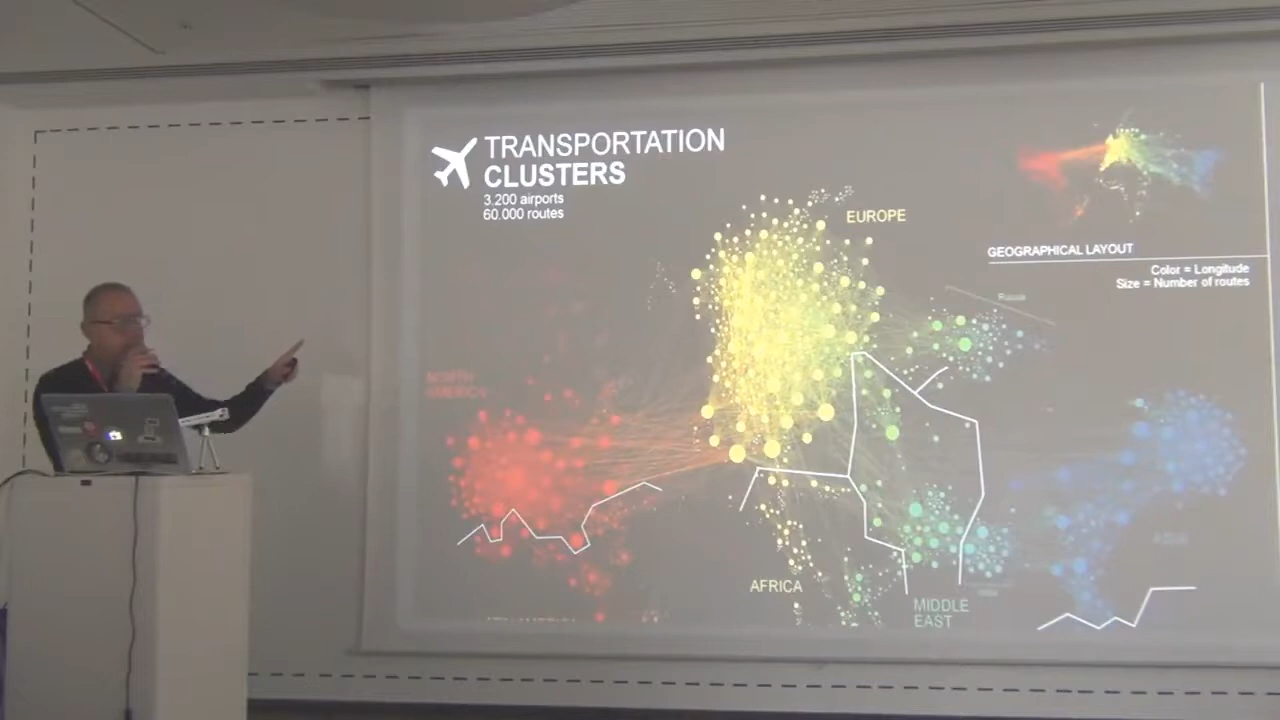 TRANSPORTATION
CLUSTERS
3.200 airports
60.000 routes
EUROPE
GEOGRAPHICAL LAYOUT
Color = Longitude
Size = Number of routes
NORTH
AMERICA
AFRICA
MIDDLE
EAST